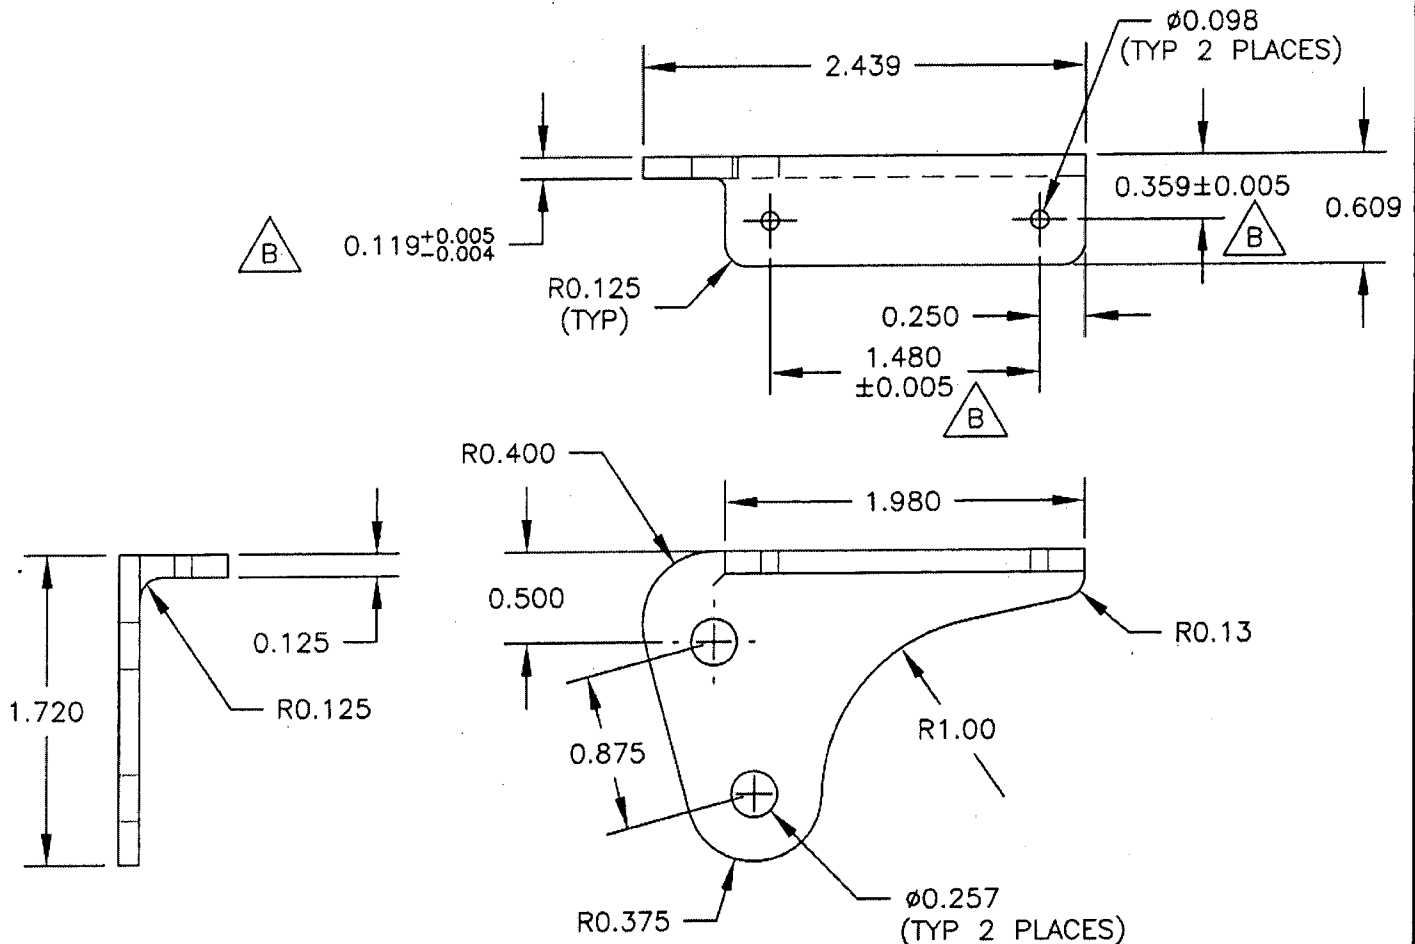 ø0.098
(TYP 2 PLACES)
2.439
0.359±0.005
0.609
B
0.119 +0.005
-0.004
B
R0.125
(TYP)
0.250
1.480
±0.005
B
R0.400
1.980
0.500
0.125
R0.13
1.720
R0.125
R1.00
0.875
ø0.257
(TYP 2 PLACES)
R0.375